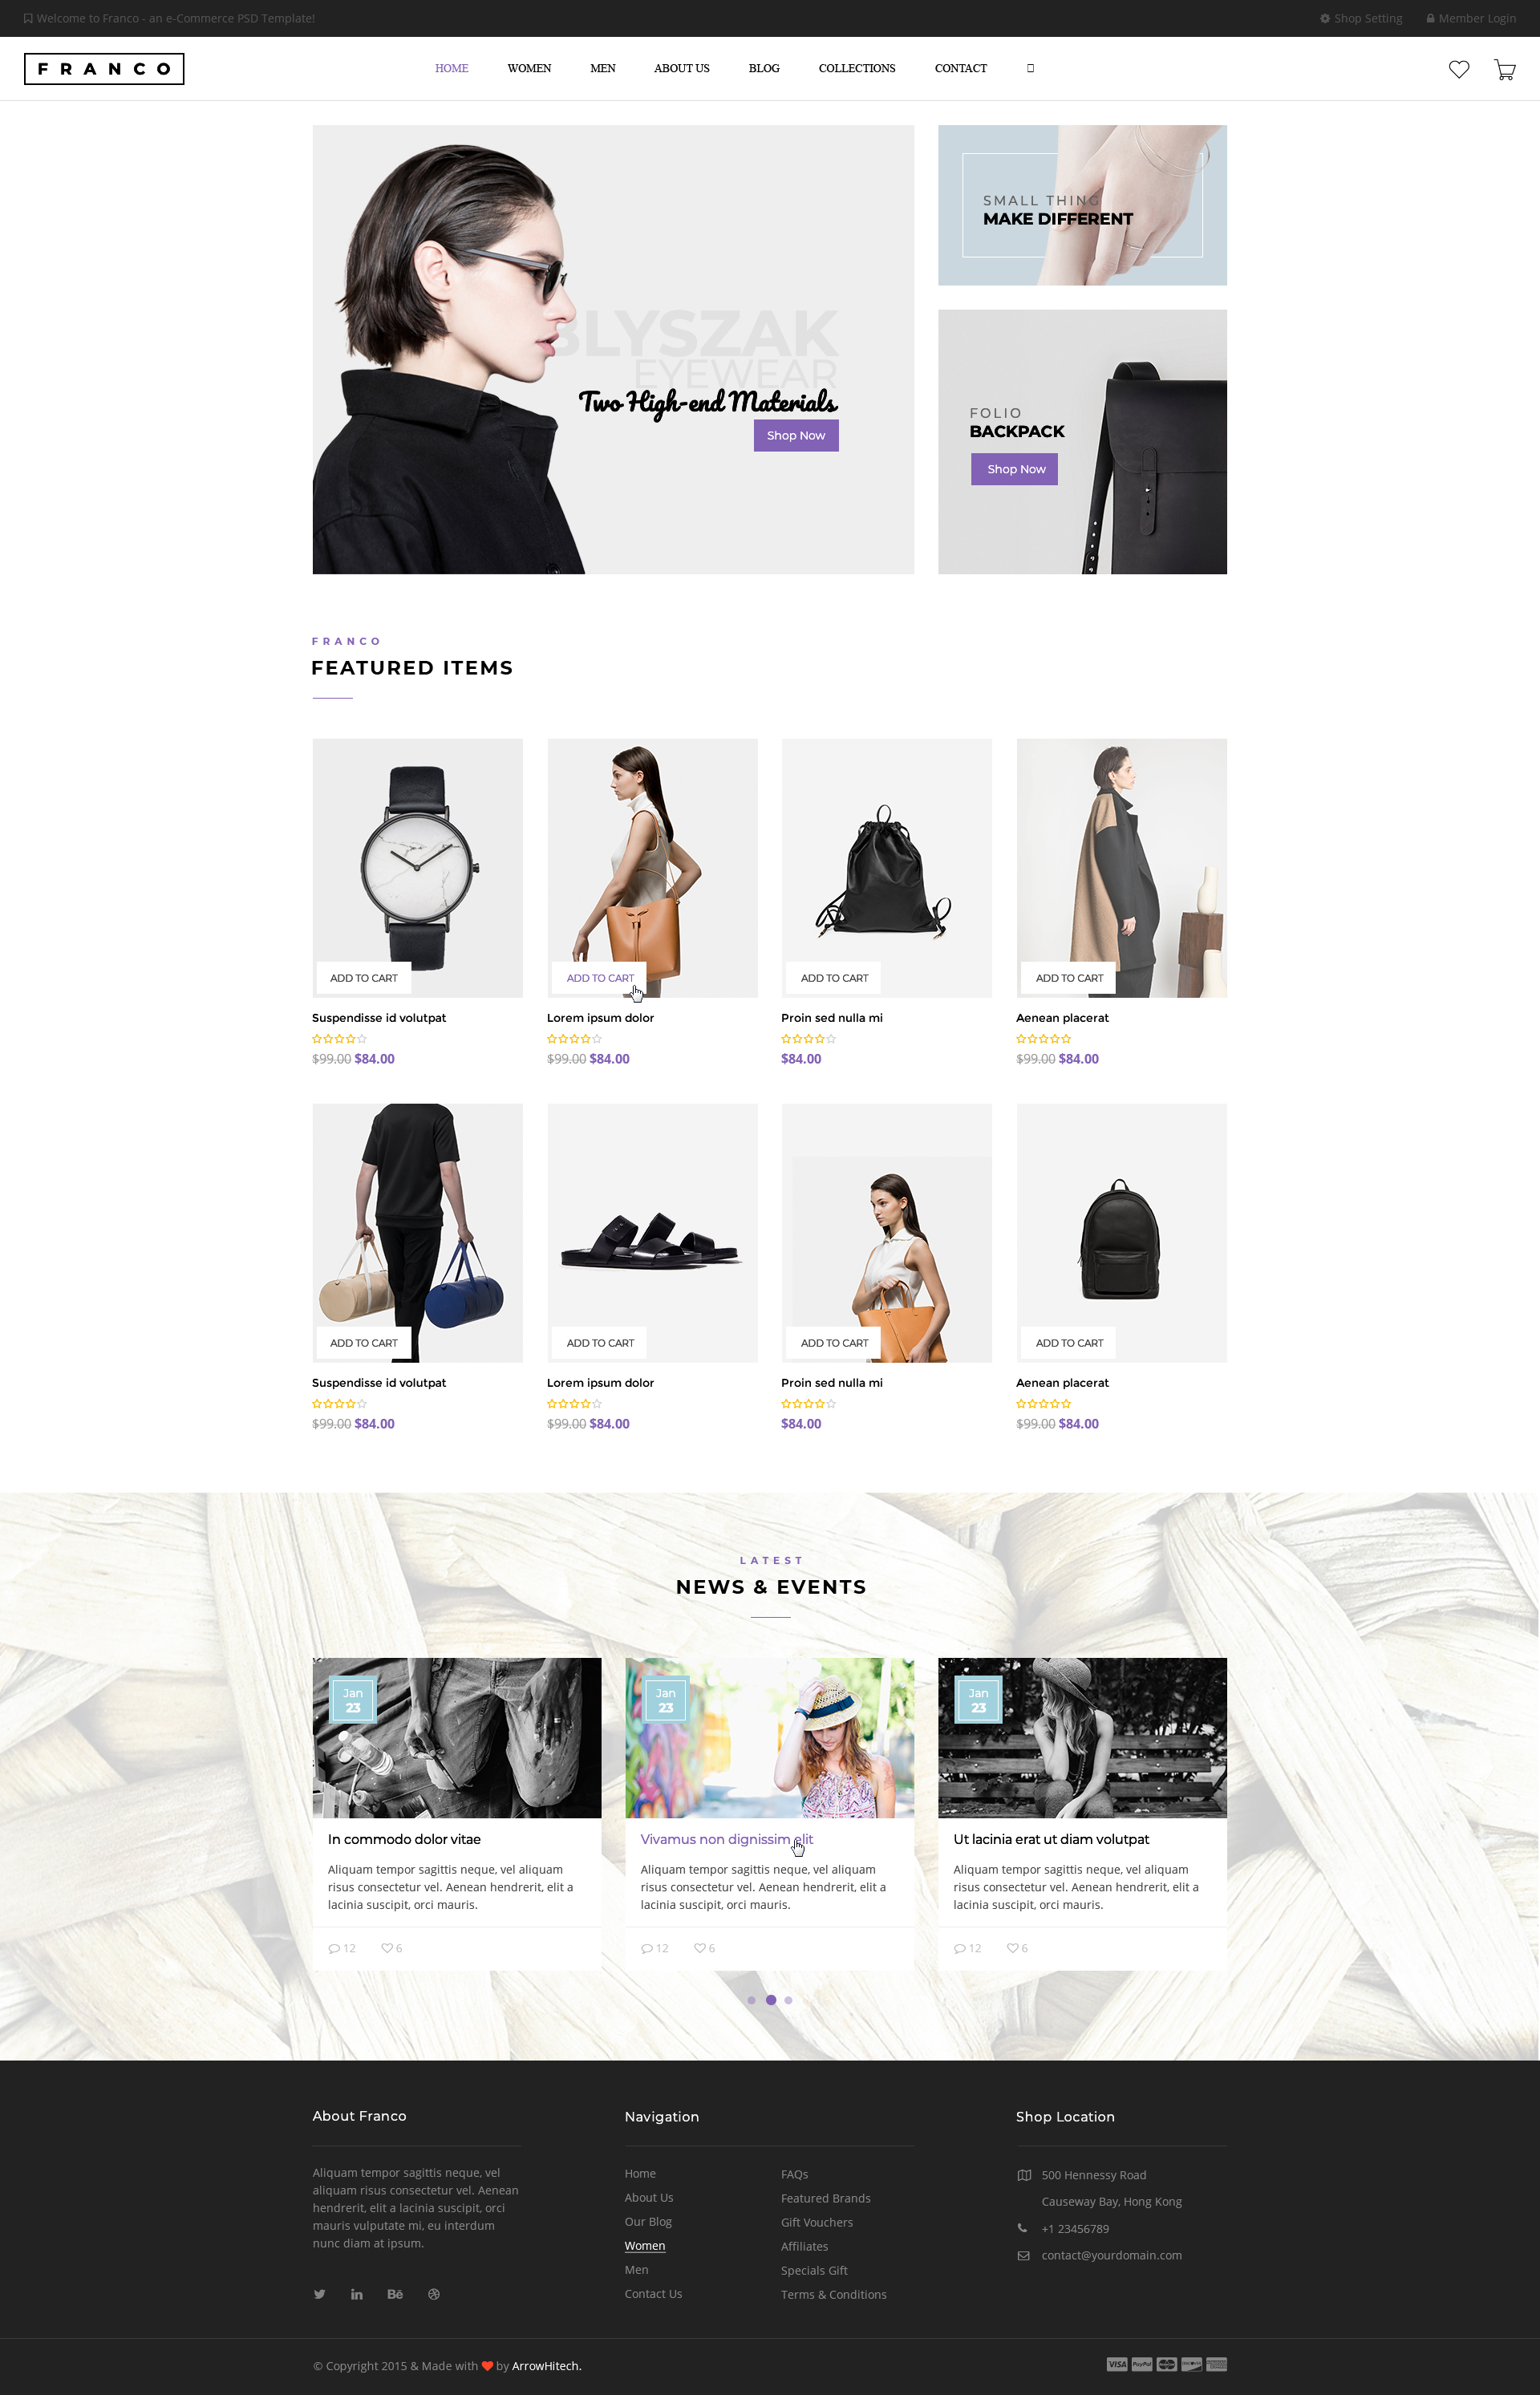 Welcome to Franco - an e-Commerce PSD Template!
Shop Setting
Member Login
FRANCO
HOME
WOMEN
MEN
ABOUT US
BLOG
COLLECTIONS
CONTACT
BLYSZAK
EYEWEAR
Two High-end Materials
Shop Now
SMALL THING
MAKE DIFFERENT
FOLIO
BACKPACK
Shop Now
FRANCO
FEATURED ITEMS
ADD TO CART
ADD TO CART
ADD TO CART
ADD TO CART
Suspendisse id volutpat
Lorem ipsum dolor
Proin sed nulla mi
Aenean placerat
$99.00 $84.00
$99.00 $84.00
$84.00
$99.00 $84.00
ADD TO CART
ADD TO CART
ADD TO CART
ADD TO CART
Suspendisse id volutpat
Lorem ipsum dolor
Proin sed nulla mi
Aenean placerat
$99.00 $84.00
$99.00 $84.00
$84.00
$99.00 $84.00
LATEST
NEWS & EVENTS
Jan
23
In commodo dolor vitae
Aliquam tempor sagittis neque, vel aliquam
risus consectetur vel. Aenean hendrerit, elit a
lacinia suscipit, orci mauris.
12
6
Jan
23
Vivamus non dignissim elit
Aliquam tempor sagittis neque, vel aliquam
risus consectetur vel. Aenean hendrerit, elit a
lacinia suscipit, orci mauris.
12
6
Jan
23
Ut lacinia erat ut diam volutpat
Aliquam tempor sagittis neque, vel aliquam
risus consectetur vel. Aenean hendrerit, elit a
lacinia suscipit, orci mauris.
12
6
About Franco
Aliquam tempor sagittis neque, vel
aliquam risus consectetur vel. Aenean
hendrerit, elit a lacinia suscipit, orci
mauris vulputate mi, eu interdum
nunc diam at ipsum.
Bē
Navigation
Home
About Us
Our Blog
Women
Men
Contact Us
FAQs
Featured Brands
Gift Vouchers
Affiliates
Specials Gift
Terms & Conditions
Shop Location
500 Hennessy Road
Causeway Bay, Hong Kong
+1 23456789
contact@yourdomain.com
© Copyright 2015 & Made with ❤ by ArrowHitech.
VISA
PayPal